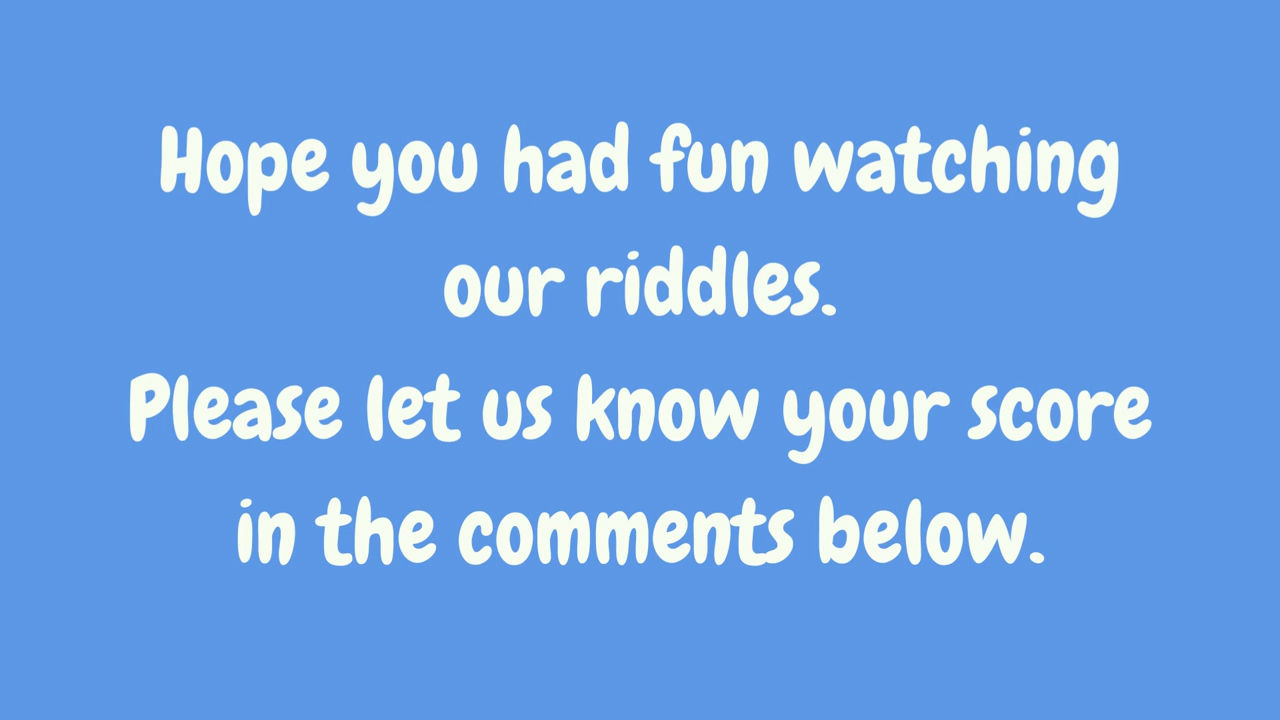 Hope you had fun watching
our riddles.
Please let us know your score
in the comments below.